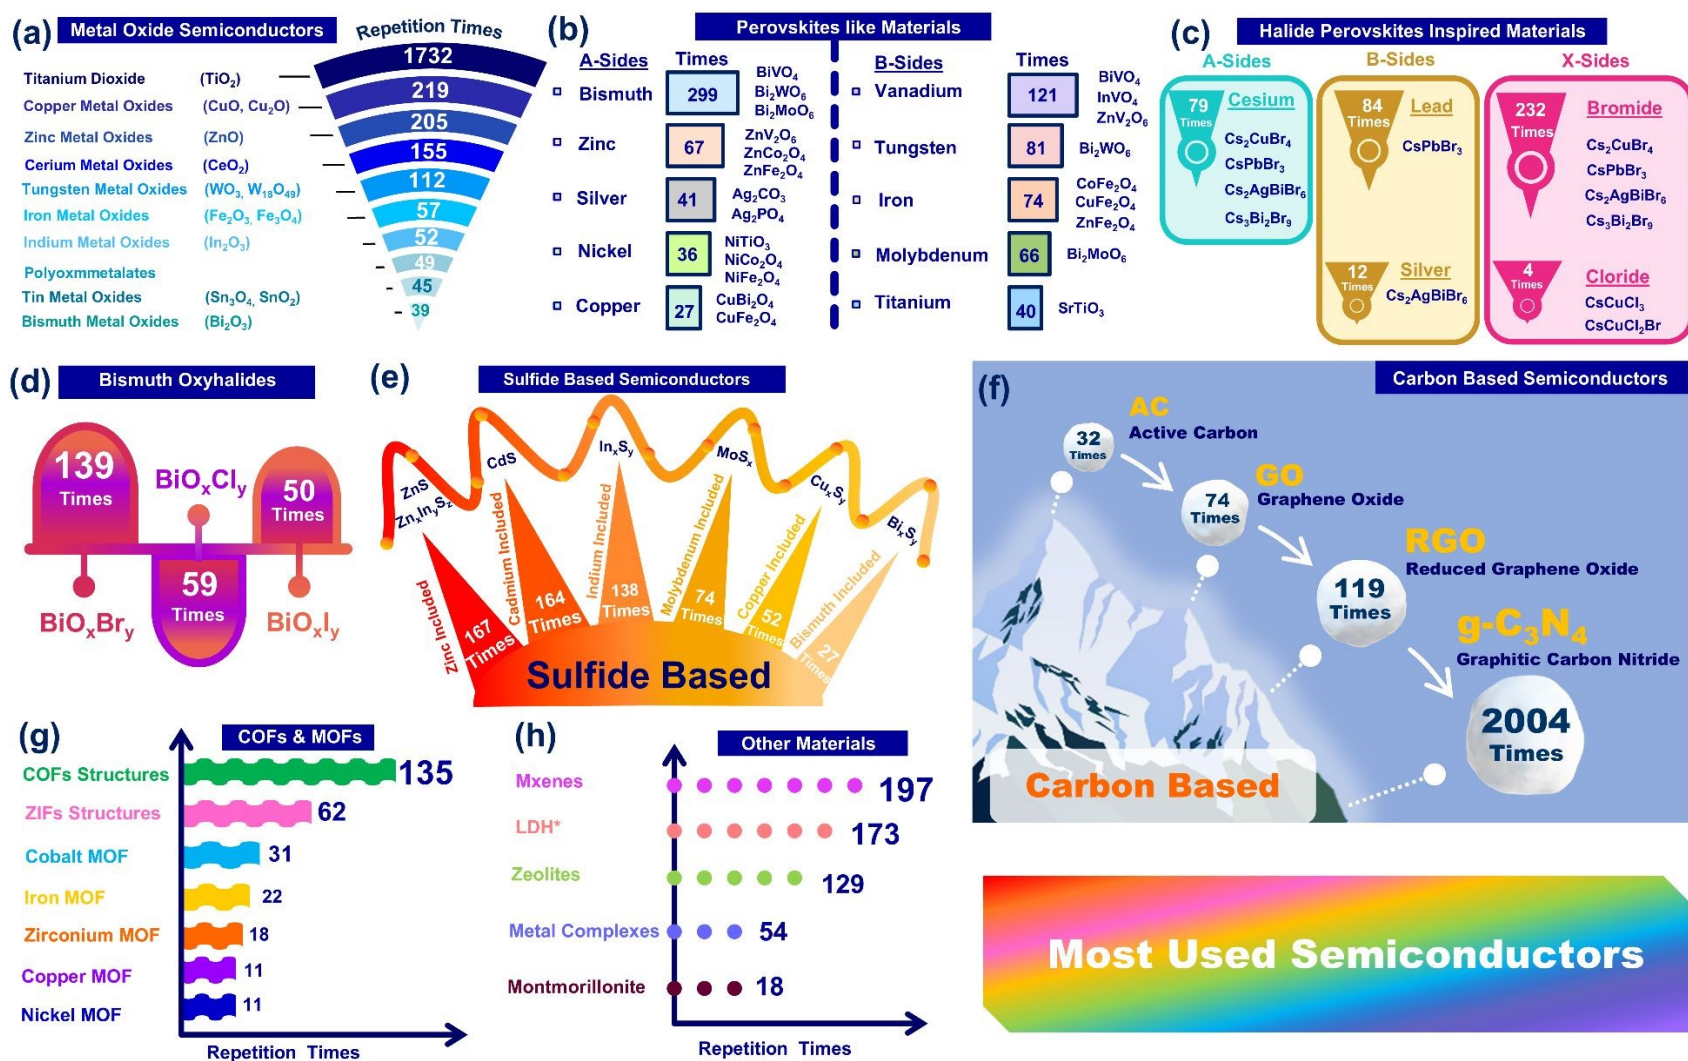 (a)
Metal Oxide Semiconductors
Repetition Times
Titanium Dioxide (TiO₂) 1732
Copper Metal Oxides (CuO, Cu₂O) 219
Zinc Metal Oxides (ZnO) 205
Cerium Metal Oxides (CeO₂) 155
Tungsten Metal Oxides (WO₃, W₁₈O₄₉) 112
Iron Metal Oxides (Fe₂O₃, Fe₃O₄) 57
Indium Metal Oxides (In₂O₃) 52
Polyoxmmetalates 49
Tin Metal Oxides (Sn₃O₄, SnO₂) 45
Bismuth Metal Oxides (Bi₂O₃) 39
(b)
Perovskites like Materials
A-Sides Times
Bismuth 299
BiVO₄
Bi₂WO₆
Bi₂MoO₆
Zinc 67
ZnV₂O₆
ZnCo₂O₄
ZnFe₂O₄
Silver 41
Ag₂CO₃
Ag₂PO₄
Nickel 36
NiTiO₃
NiCo₂O₄
NiFe₂O₄
Copper 27
CuBi₂O₄
CuFe₂O₄
B-Sides Times
Vanadium 121
BiVO₄
InVO₄
ZnV₂O₆
Tungsten 81
Bi₂WO₆
Iron 74
CoFe₂O₄
CuFe₂O₄
ZnFe₂O₄
Molybdenum 66
Bi₂MoO₆
Titanium 40
SrTiO₃
(c)
Halide Perovskites Inspired Materials
A-Sides
79
Times
Cesium
Cs₂CuBr₄
CsPbBr₃
Cs₂AgBiBr₆
Cs₃Bi₂Br₉
B-Sides
84
Times
Lead
CsPbBr₃
12
Times
Silver
Cs₂AgBiBr₆
X-Sides
232
Times
Bromide
Cs₂CuBr₄
CsPbBr₃
Cs₂AgBiBr₆
Cs₃Bi₂Br₉
4
Times
Cloride
CsCuCl₃
CsCuCl₂Br
(d)
Bismuth Oxyhalides
139
Times
BiOₓBrᵧ
BiOₓClᵧ
59
Times
50
Times
BiOₓIᵧ
(e)
Sulfide Based Semiconductors
ZnS
ZnₓInᵧS₂
CdS
InₓSᵧ
MoSₓ
CuₓSᵧ
BiₓSᵧ
Zinc Included
167
Times
Cadmium Included
164
Times
Indium Included
138
Times
Molybdenum Included
74
Times
Copper Included
52
Times
Bismuth Included
27
Times
Sulfide Based
(f)
Carbon Based Semiconductors
AC
Active Carbon
32
Times
GO
Graphene Oxide
74
Times
RGO
Reduced Graphene Oxide
119
Times
g-C₃N₄
Graphitic Carbon Nitride
2004
Times
Carbon Based
(g)
COFs & MOFs
COFs Structures 135
ZIFs Structures 62
Cobalt MOF 31
Iron MOF 22
Zirconium MOF 18
Copper MOF 11
Nickel MOF 11
Repetition Times
(h)
Other Materials
Mxenes 197
LDH* 173
Zeolites 129
Metal Complexes 54
Montmorillonite 18
Repetition Times
Most Used Semiconductors